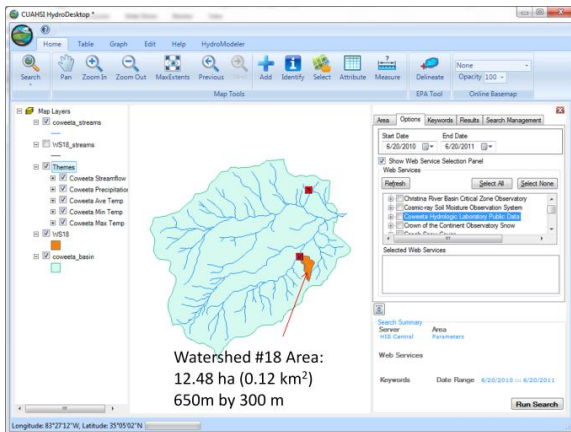 CUAHSI HydroDesktop *
Home Table Graph Edit Help HydroModeler
Search Pan Zoom In Zoom Out MaxExtents Previous Add Identify Select Attribute Measure Delineate
None
Opacity 100
Map Tools EPA Tool Online Basemap
Map Layers
coweeta_streams
WS18_streams
Themes
Coweeta Streamflow
Coweeta Precipitation
Coweeta Ave Temp
Coweeta Min Temp
Coweeta Max Temp
WS18
coweeta_basin
Watershed #18 Area:
12.48 ha (0.12 km²)
650m by 300 m
Area Options Keywords Results Search Management
Start Date End Date
6/20/2010 6/20/2011
Show Web Service Selection Panel
Web Services
Refresh Select All Select None
Christina River Basin Critical Zone Observatory
Cosmic-ray Soil Moisture Observation System
Coweeta Hydrologic Laboratory Public Data
Crown of the Continent Observatory Snow
Selected Web Services
Search Summary
Server Area
HIS Central Parameters
Web Services
Keywords Date Range 6/20/2010 to 6/20/2011
Run Search
Longitude: 83°27'12"W, Latitude: 35°05'02"N